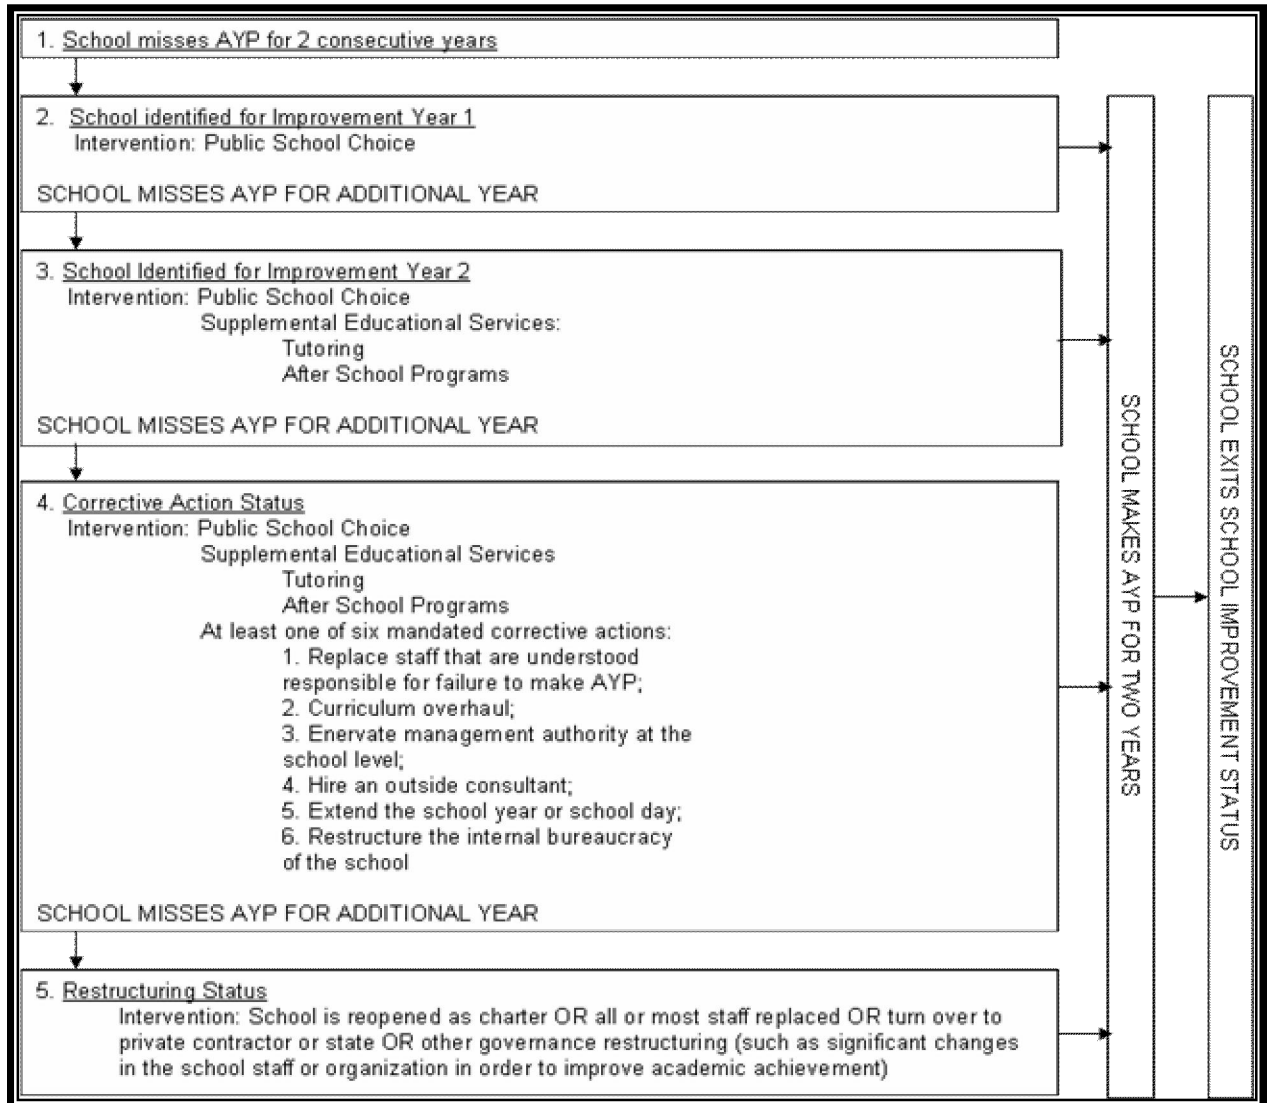 1. School misses AYP for 2 consecutive years
2. School identified for Improvement Year 1
Intervention: Public School Choice
SCHOOL MISSES AYP FOR ADDITIONAL YEAR
3. School Identified for Improvement Year 2
Intervention: Public School Choice
Supplemental Educational Services:
Tutoring
After School Programs
SCHOOL MISSES AYP FOR ADDITIONAL YEAR
4. Corrective Action Status
Intervention: Public School Choice
Supplemental Educational Services
Tutoring
After School Programs
At least one of six mandated corrective actions:
1. Replace staff that are understood
responsible for failure to make AYP;
2. Curriculum overhaul;
3. Enervate management authority at the
school level;
4. Hire an outside consultant;
5. Extend the school year or school day;
6. Restructure the internal bureaucracy
of the school
SCHOOL MISSES AYP FOR ADDITIONAL YEAR
5. Restructuring Status
Intervention: School is reopened as charter OR all or most staff replaced OR turn over to
private contractor or state OR other governance restructuring (such as significant changes
in the school staff or organization in order to improve academic achievement)
SCHOOL MAKES AYP FOR TWO YEARS
SCHOOL EXITS SCHOOL IMPROVEMENT STATUS